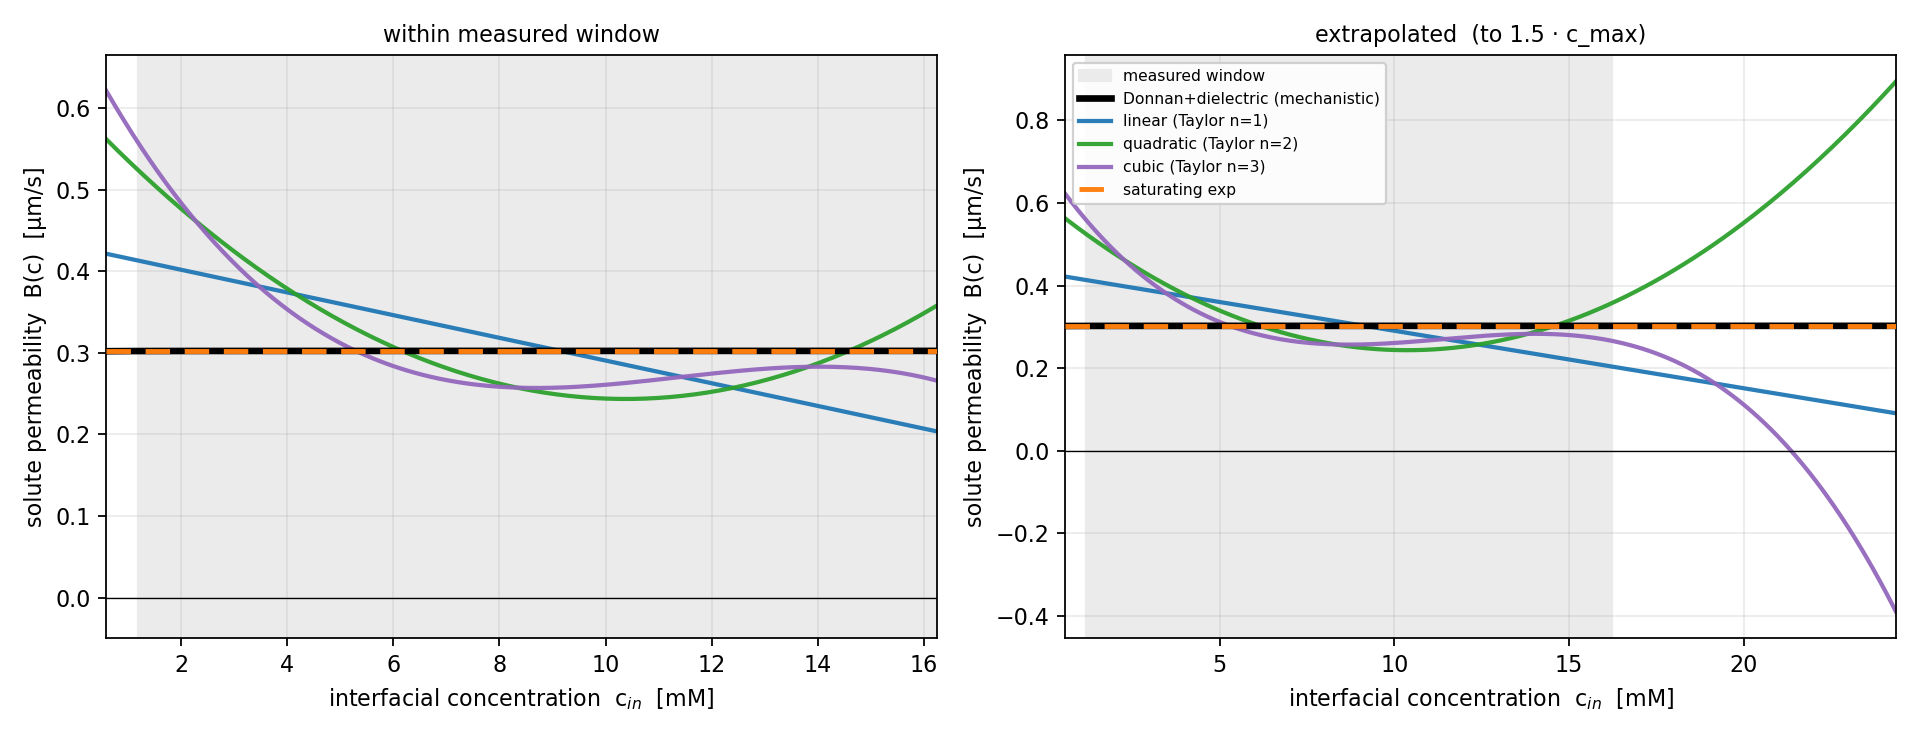 within measured window
solute permeability B(c) [μm/s]
0.6
0.5
0.4
0.3
0.2
0.1
0.0
2 4 6 8 10 12 14 16
interfacial concentration c_in [mM]
extrapolated (to 1.5 · c_max)
measured window
Donnan+dielectric (mechanistic)
linear (Taylor n=1)
quadratic (Taylor n=2)
cubic (Taylor n=3)
saturating exp
solute permeability B(c) [μm/s]
0.8
0.6
0.4
0.2
0.0
−0.2
−0.4
5 10 15 20
interfacial concentration c_in [mM]